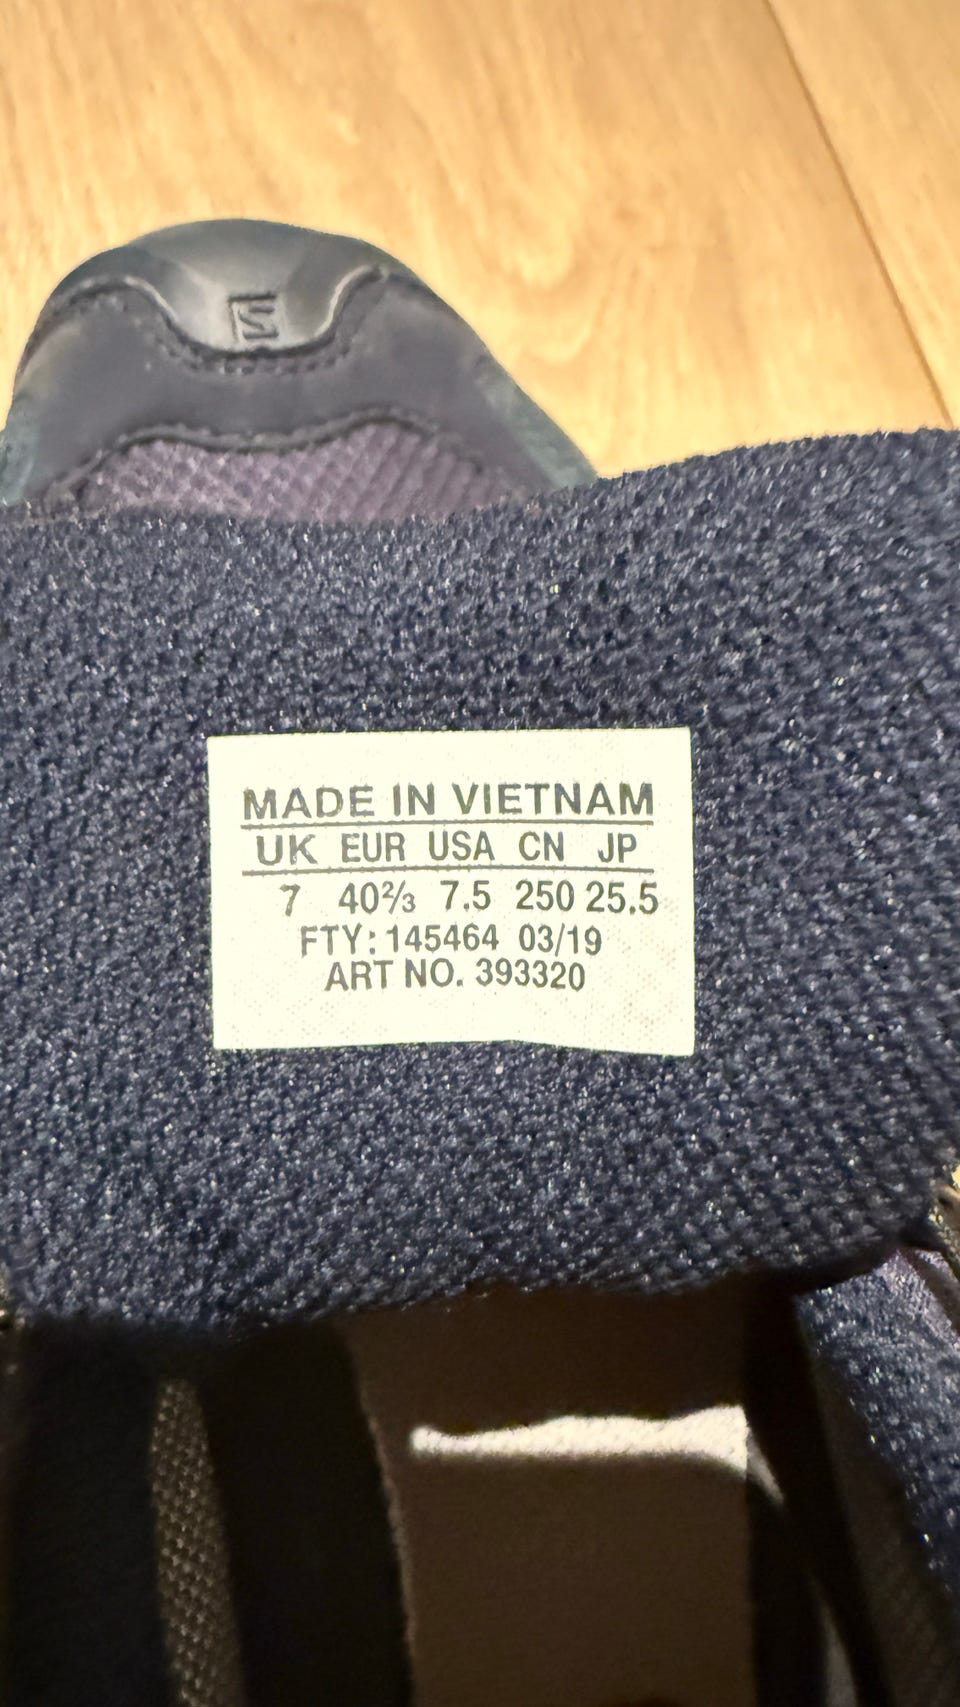 S
MADE IN VIETNAM
UK EUR USA CN JP
7 40⅔ 7.5 250 25.5
FTY: 145464 03/19
ART NO. 393320